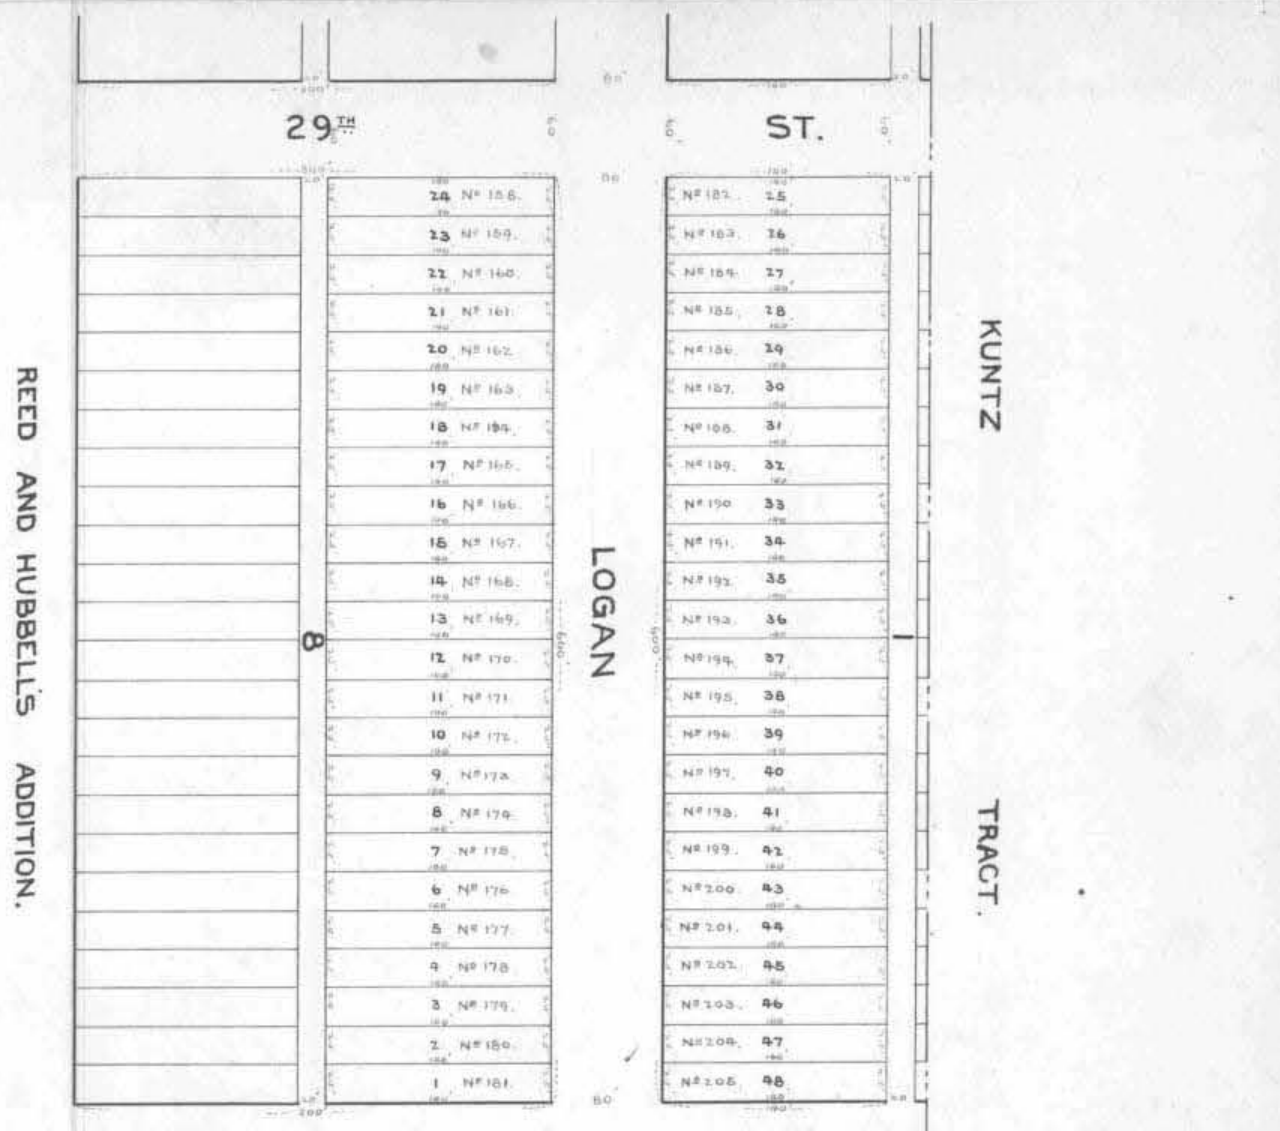 29TH ST.
24 No 158.
23 No 159.
22 No 160.
21 No 161.
20 No 162.
19 No 163.
18 No 194.
17 No 165.
16 No 166.
15 No 167.
14 No 168.
13 No 169.
12 No 170.
11 No 171.
10 No 172.
9 No 173.
8 No 174.
7 No 175.
6 No 176
5 No 177.
4 No 178
3 No 179.
2 No 180.
1 No 181.
No 182. 25
No 183. 26
No 184. 27
No 185. 28
No 186. 29
No 187. 30
No 188. 31
No 189. 32
No 190 33
No 191. 34
No 192. 35
No 193. 36
No 194. 37
No 195. 38
No 196. 39
No 197. 40
No 198. 41
No 199. 42
No 200. 43
No 201. 44
No 202. 45
No 203. 46
No 204. 47
No 205. 48
8
LOGAN
1
600'
600'
80'
80
80'
200'
REED AND HUBBELL'S ADDITION.
KUNTZ TRACT.